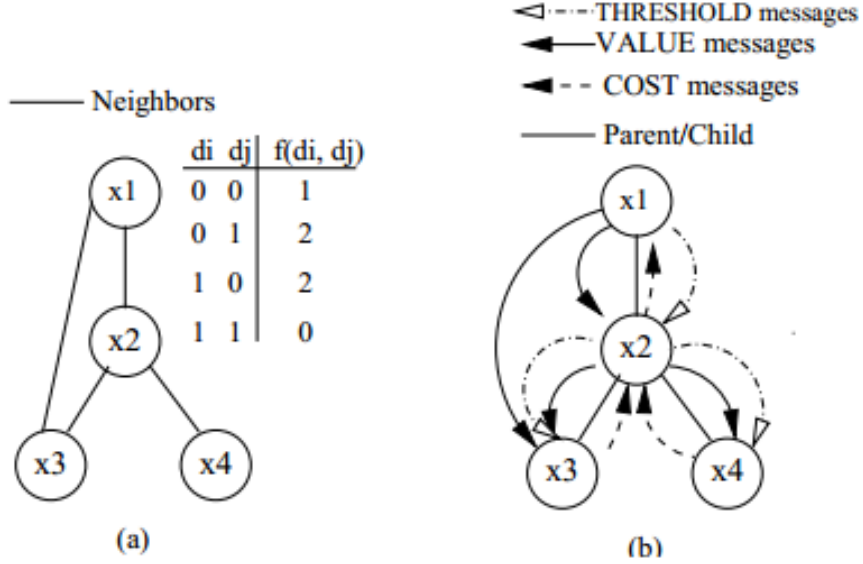 Neighbors
di dj f(di, dj)
0 0 1
0 1 2
1 0 2
1 1 0
x1
x2
x3
x4
(a)
THRESHOLD messages
VALUE messages
COST messages
Parent/Child
x1
x2
x3
x4
(b)